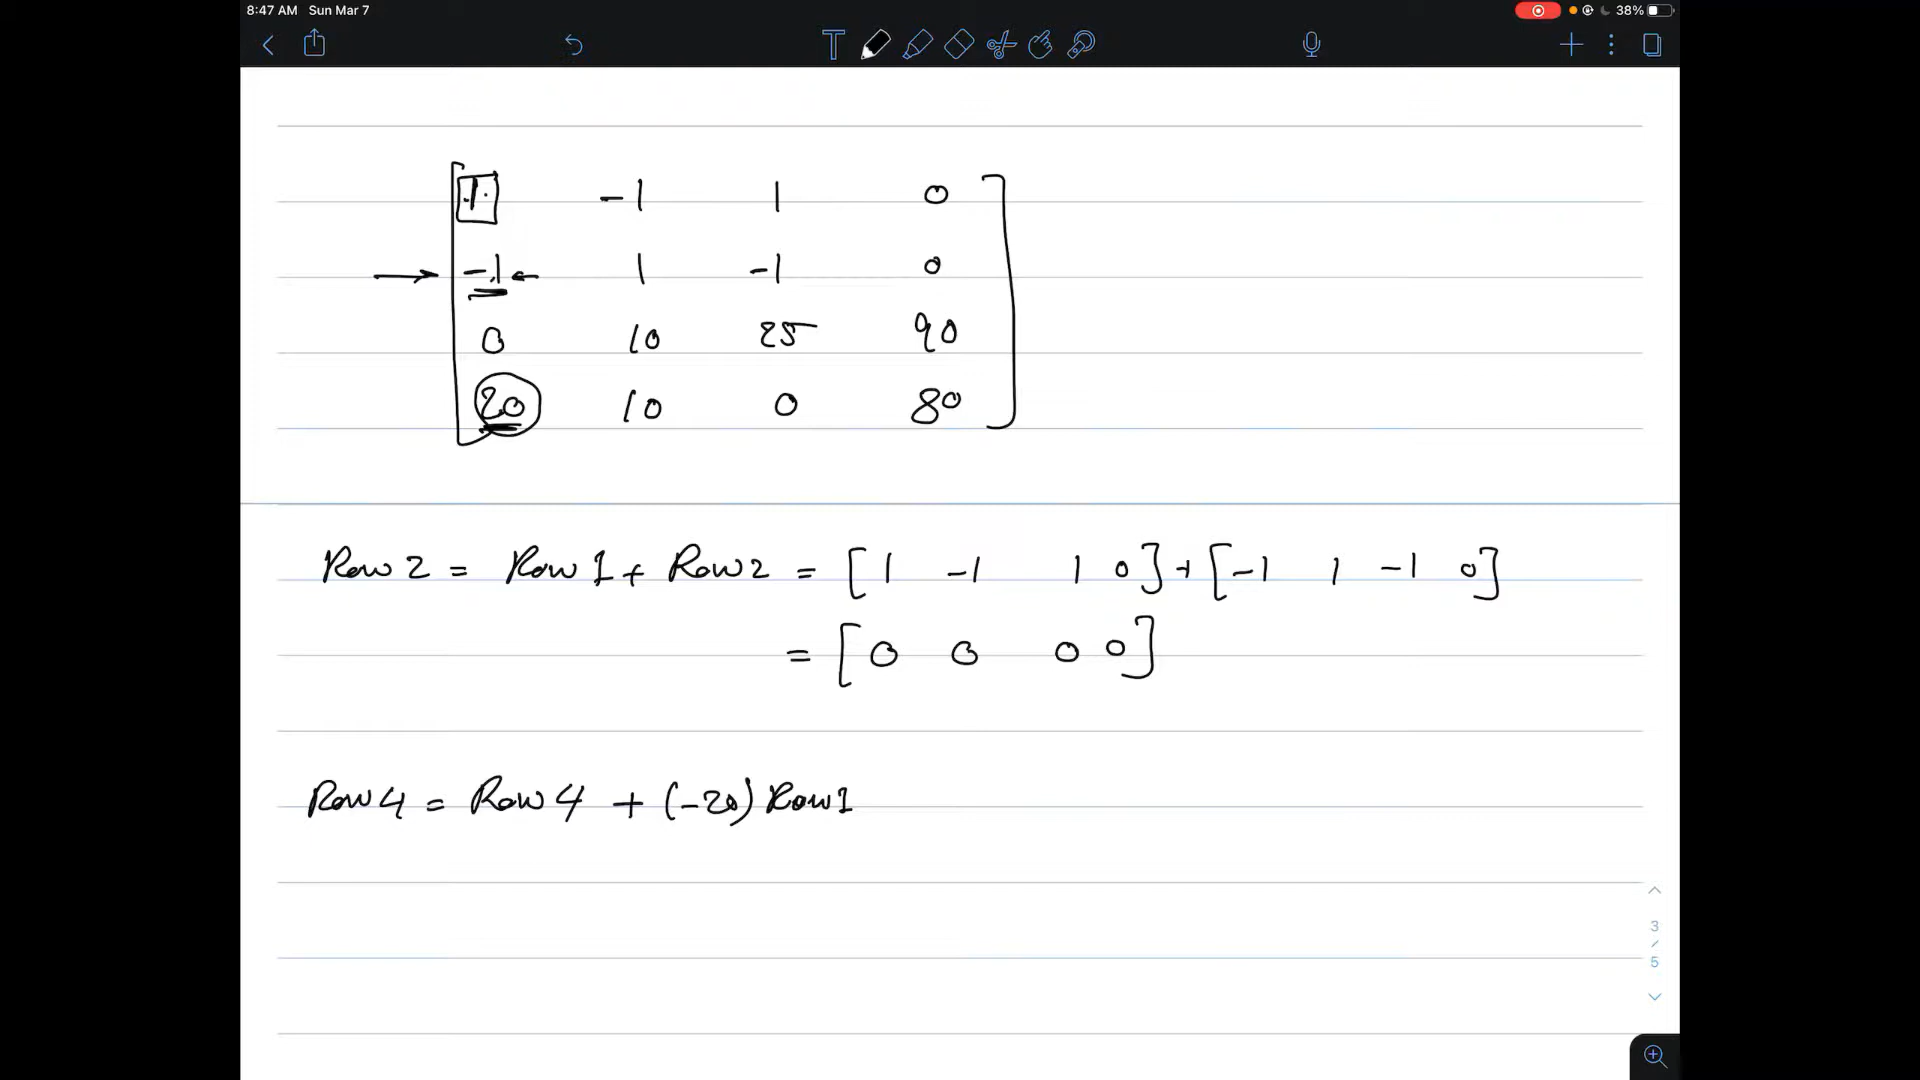 8:47 AM Sun Mar 7
38%
T
1 -1 1 0
→ -1 ← 1 -1 0
0 10 25 90
20 10 0 80
Row 2 = Row 1 + Row 2 = [1 -1 1 0] + [-1 1 -1 0]
= [0 0 0 0]
Row 4 = Row 4 + (-20) Row 1
3
/
5